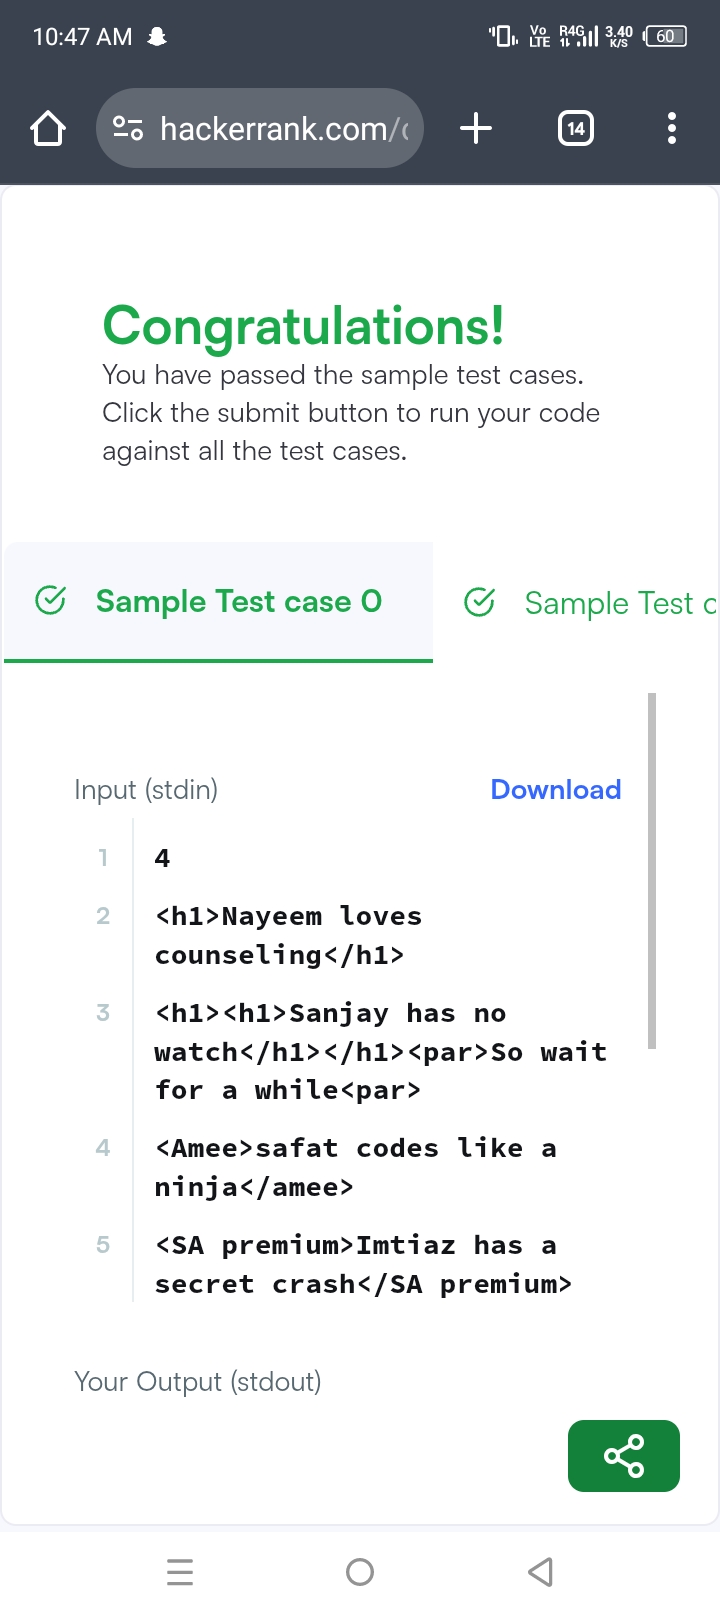 10:47 AM
Vo LTE R4G 3.40 K/S 60
hackerrank.com/
14
Congratulations!
You have passed the sample test cases.
Click the submit button to run your code
against all the test cases.
Sample Test case 0
Sample Test c
Input (stdin)
Download
1 4
2 <h1>Nayeem loves
counseling</h1>
3 <h1><h1>Sanjay has no
watch</h1></h1><par>So wait
for a while<par>
4 <Amee>safat codes like a
ninja</amee>
5 <SA premium>Imtiaz has a
secret crash</SA premium>
Your Output (stdout)